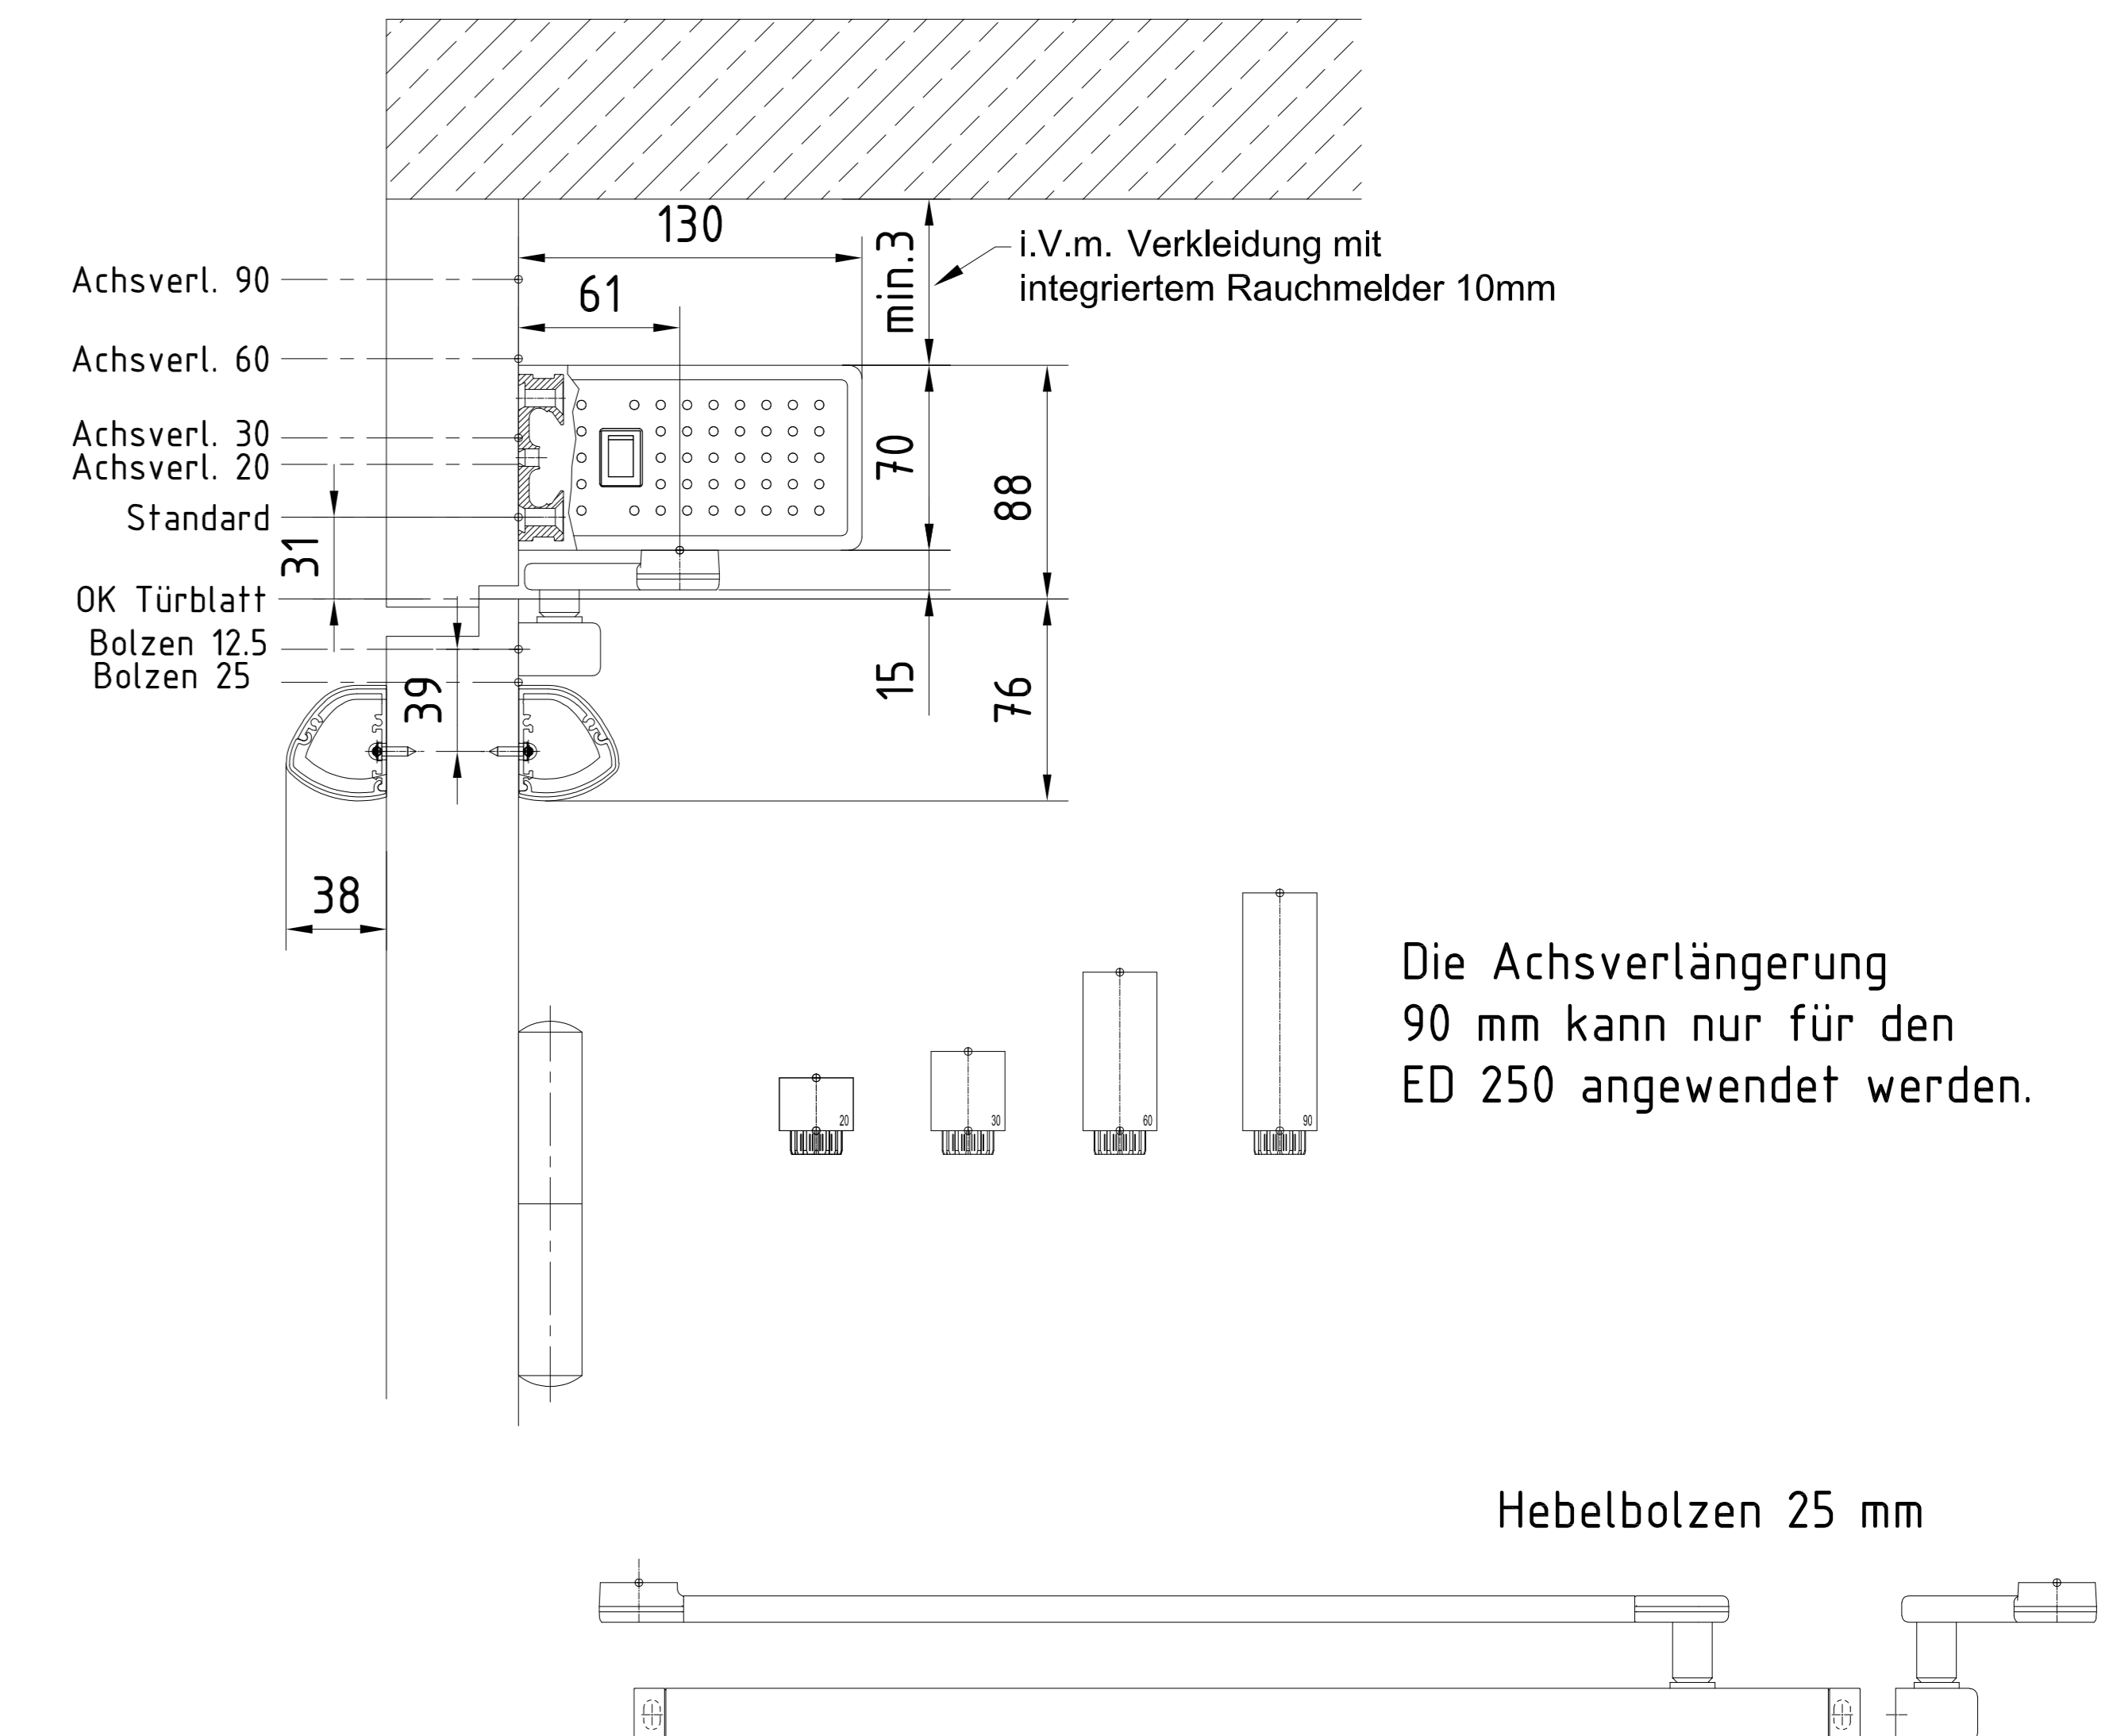 130
min.3
i.V.m. Verkleidung mit
integriertem Rauchmelder 10mm
Achsverl. 90
61
Achsverl. 60
Achsverl. 30
Achsverl. 20
70
88
Standard
31
OK Türblatt
Bolzen 12.5
Bolzen 25
39
15
76
38
Die Achsverlängerung
90 mm kann nur für den
ED 250 angewendet werden.
20
30
60
90
Hebelbolzen 25 mm